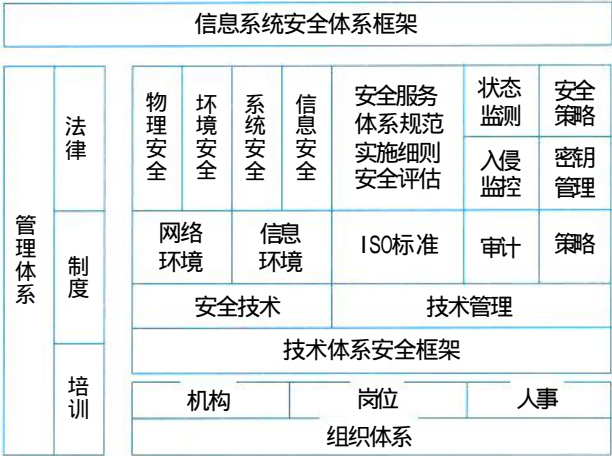 信息系统安全体系框架
管理体系
法律
制度
培训
物理安全
坏境安全
系统安全
信息安全
安全服务
体系规范
实施细则
安全评估
状态
监测
安全
策略
入侵
监控
密钥
管理
网络
环境
信息
环境
ISO标准
审计
策略
安全技术
技术管理
技术体系安全框架
机构
岗位
人事
组织体系